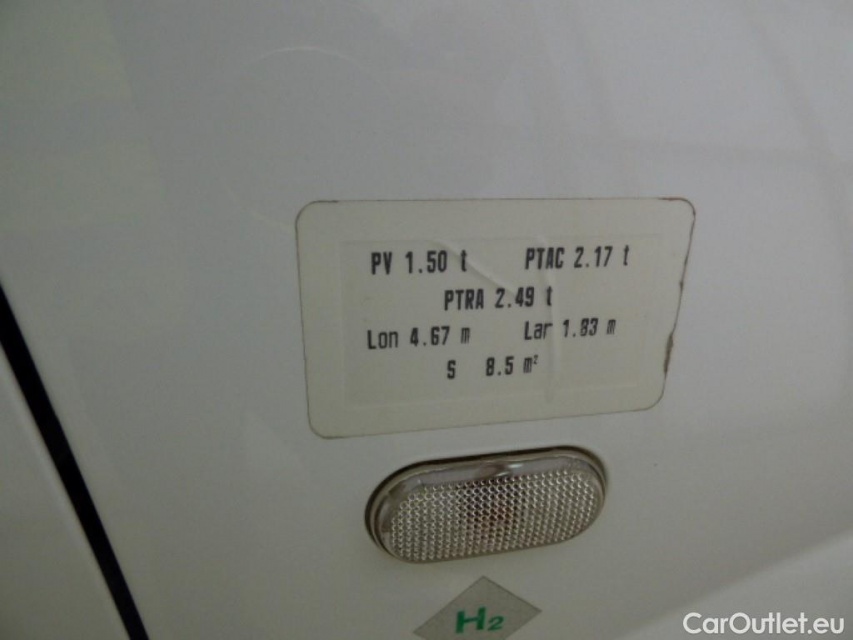 PV 1.50 t PTAC 2.17 t
PTRA 2.49 t
Lon 4.67 m Lar 1.83 m
S 8.5 m²
H2
CarOutlet.eu